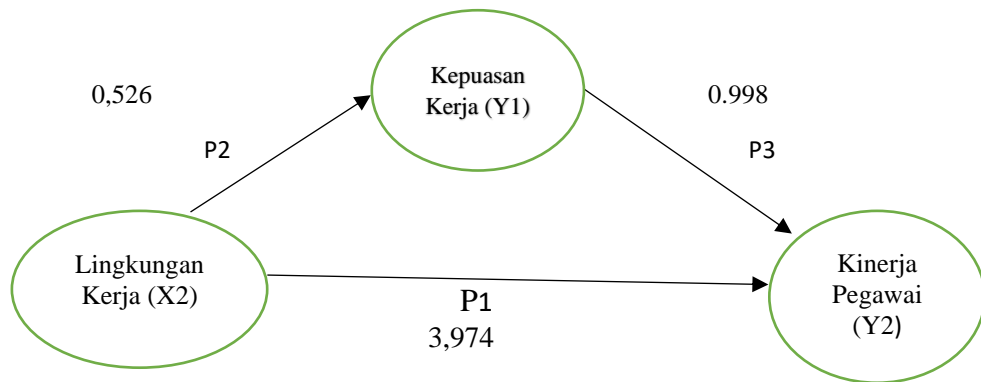 Kepuasan
Kerja (Y1)
0,526
0.998
P2
P3
Lingkungan
Kerja (X2)
Kinerja
Pegawai
(Y2)
P1
3,974